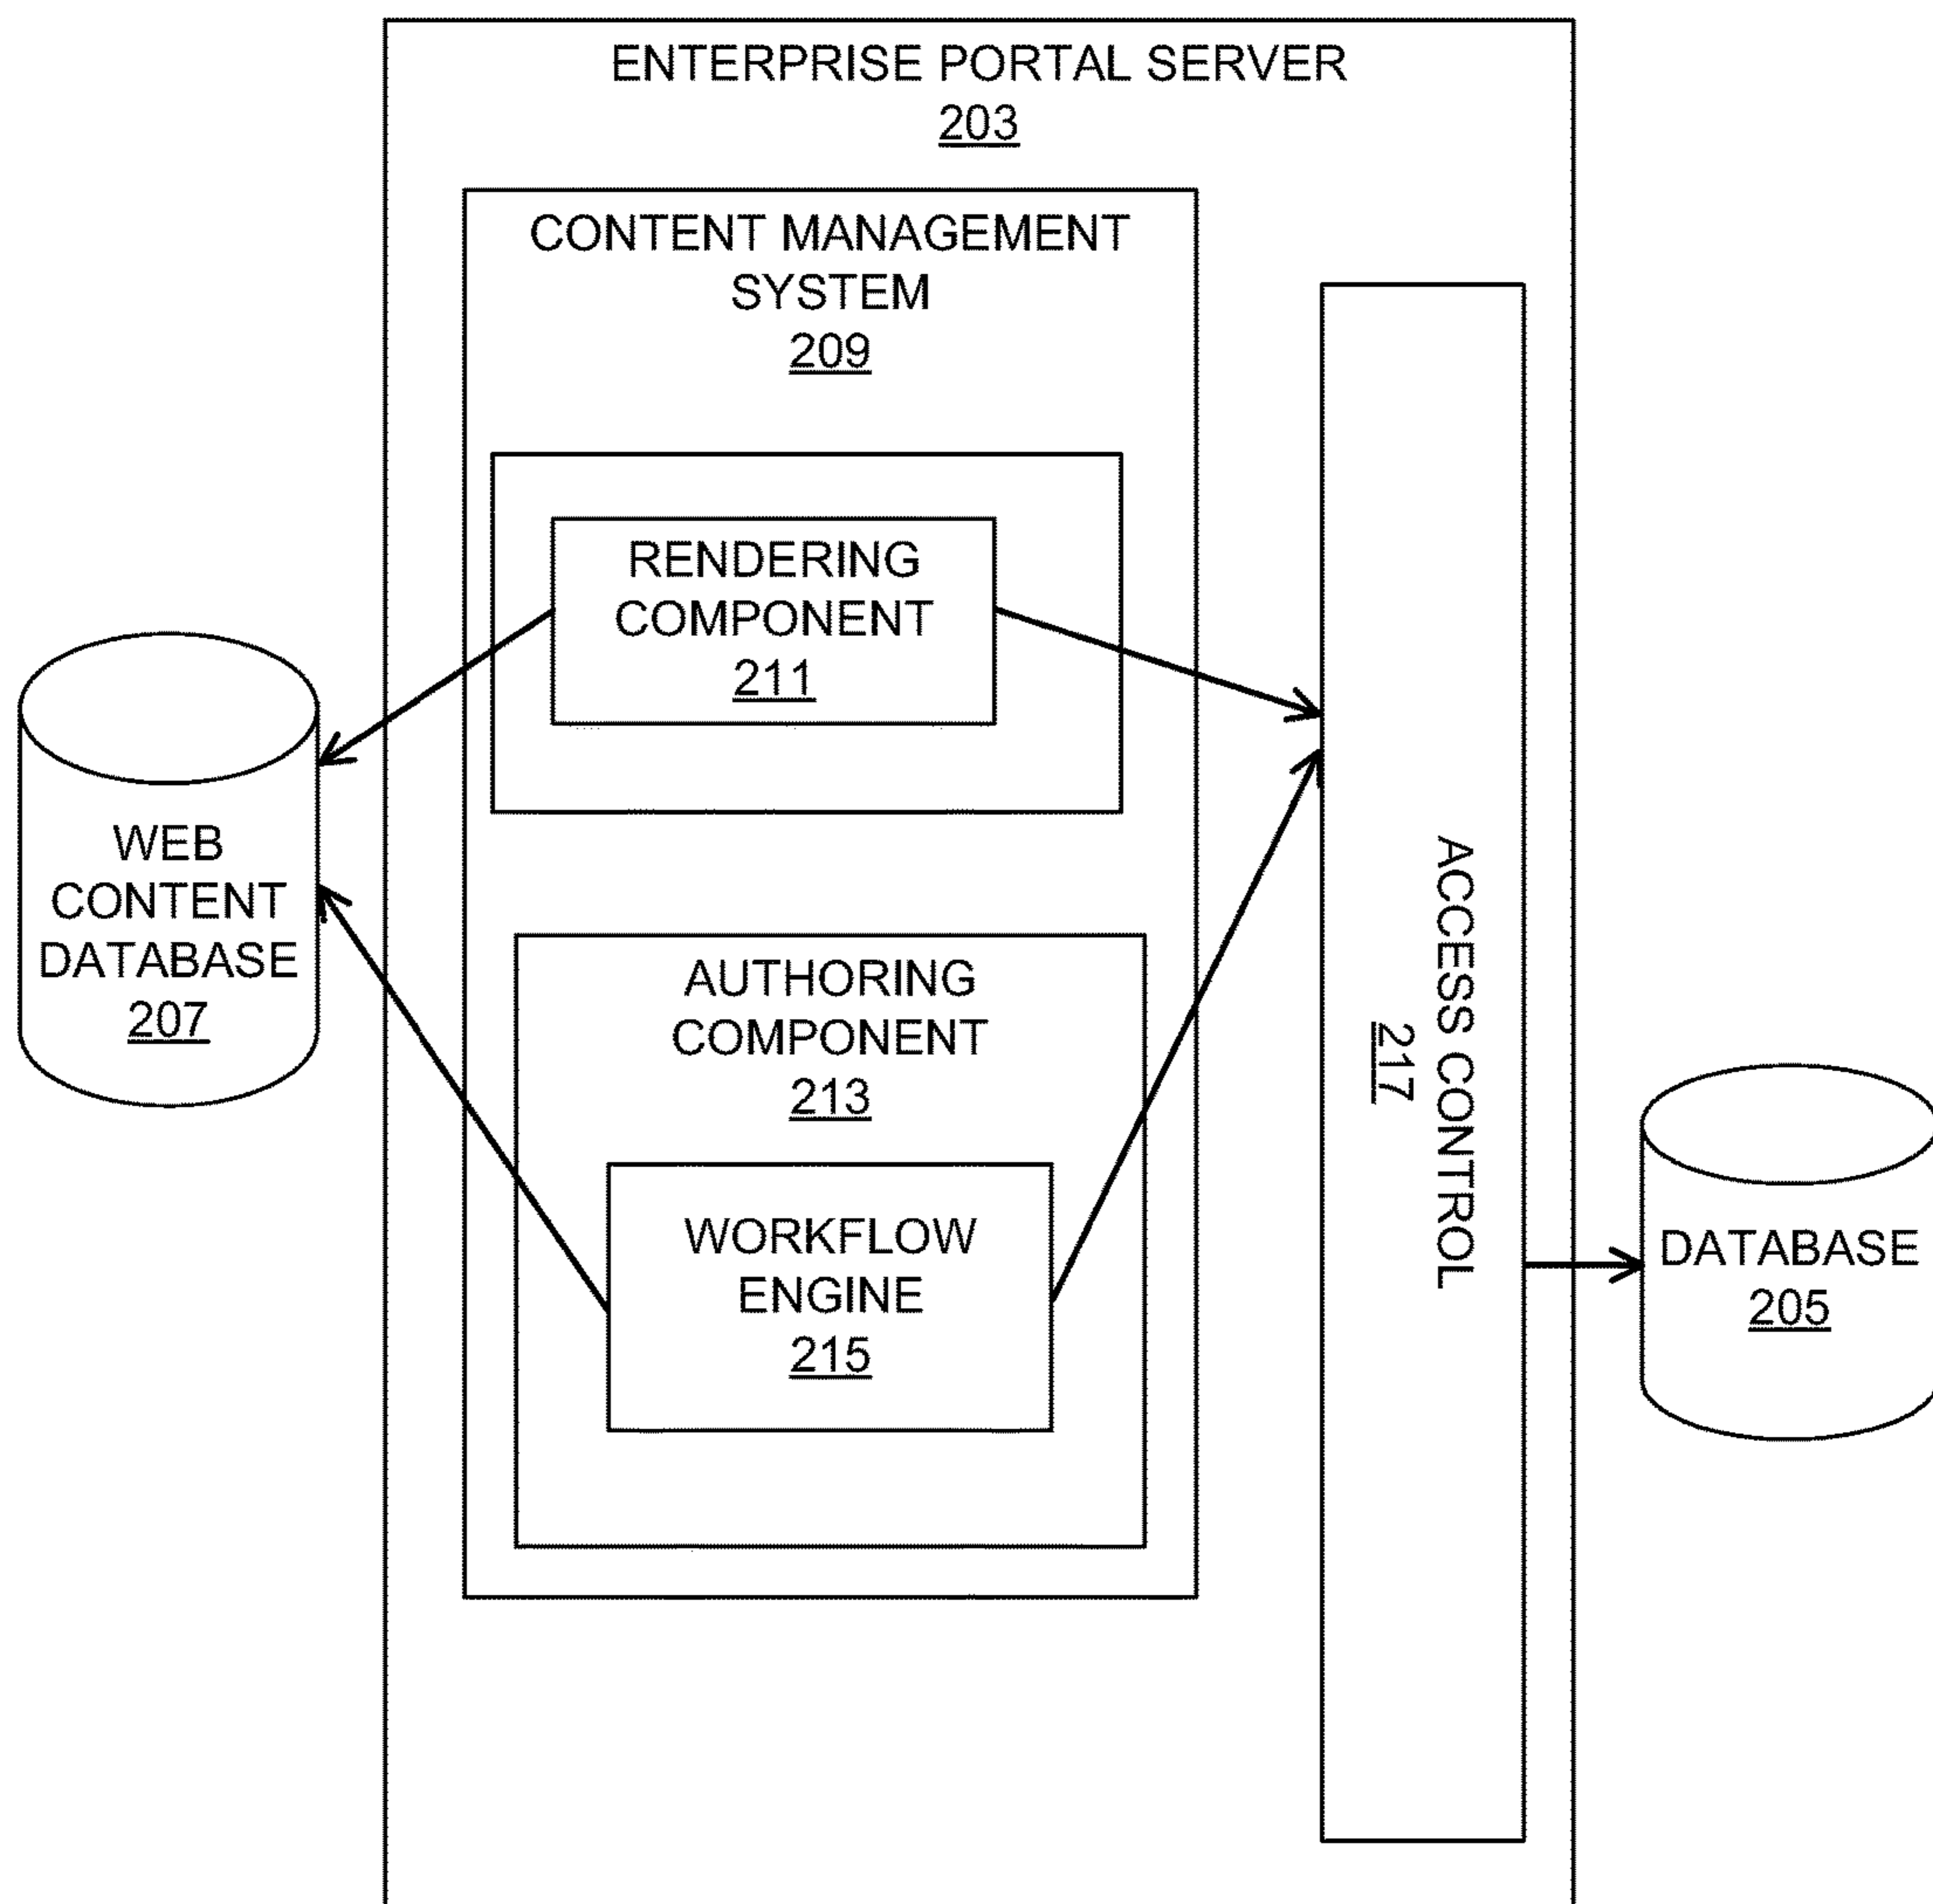 ENTERPRISE PORTAL SERVER
203
CONTENT MANAGEMENT
SYSTEM
209
RENDERING
COMPONENT
211
WEB
CONTENT
DATABASE
207
AUTHORING
COMPONENT
213
WORKFLOW
ENGINE
215
ACCESS CONTROL
217
DATABASE
205